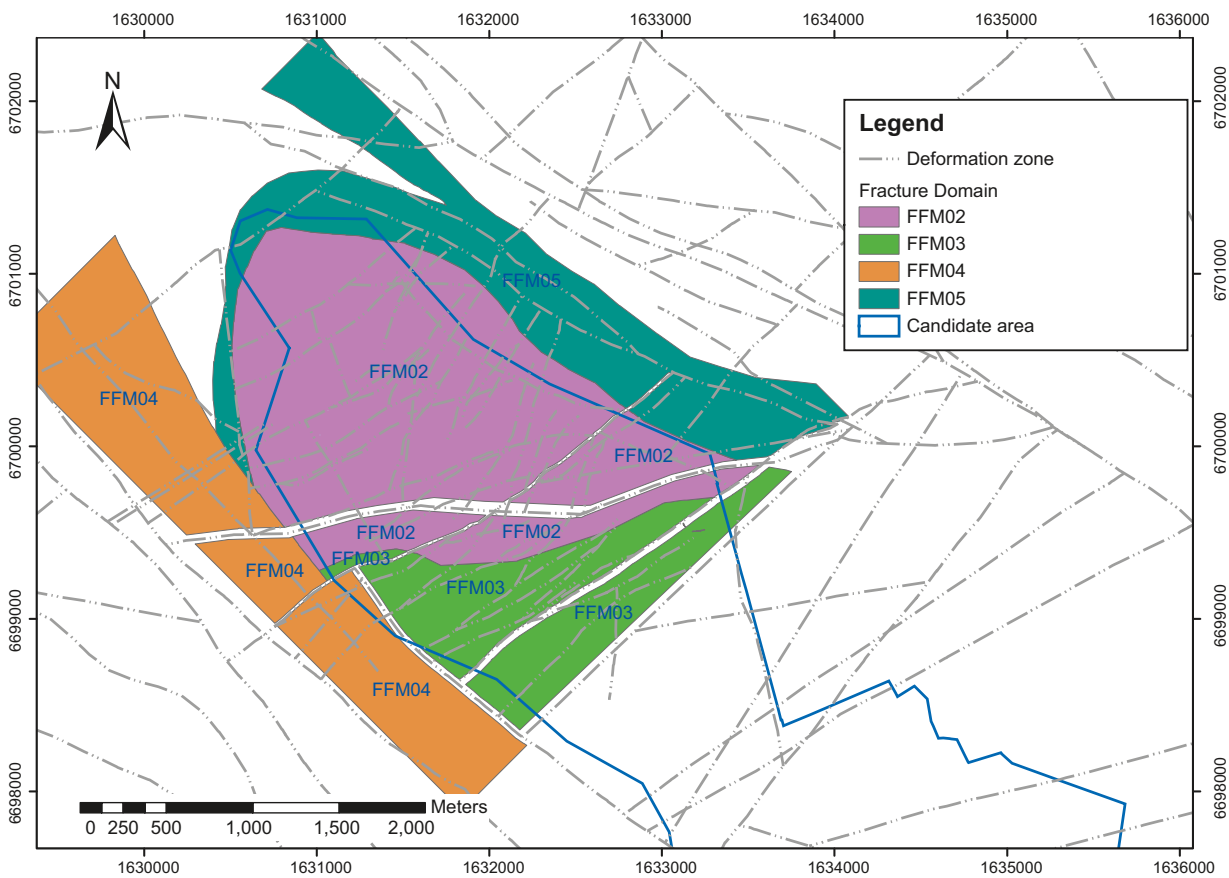 1630000 1631000 1632000 1633000 1634000 1635000 1636000
6702000 6702000
N
Legend
Deformation zone
Fracture Domain
FFM02
FFM03
FFM04
FFM05
Candidate area
6701000 6701000
FFM05
FFM02
FFM04
6700000 6700000
FFM02
FFM02 FFM02
FFM03
FFM04 FFM03
FFM03
6699000 6699000
FFM04
6698000 6698000
Meters
0 250 500 1,000 1,500 2,000
1630000 1631000 1632000 1633000 1634000 1635000 1636000